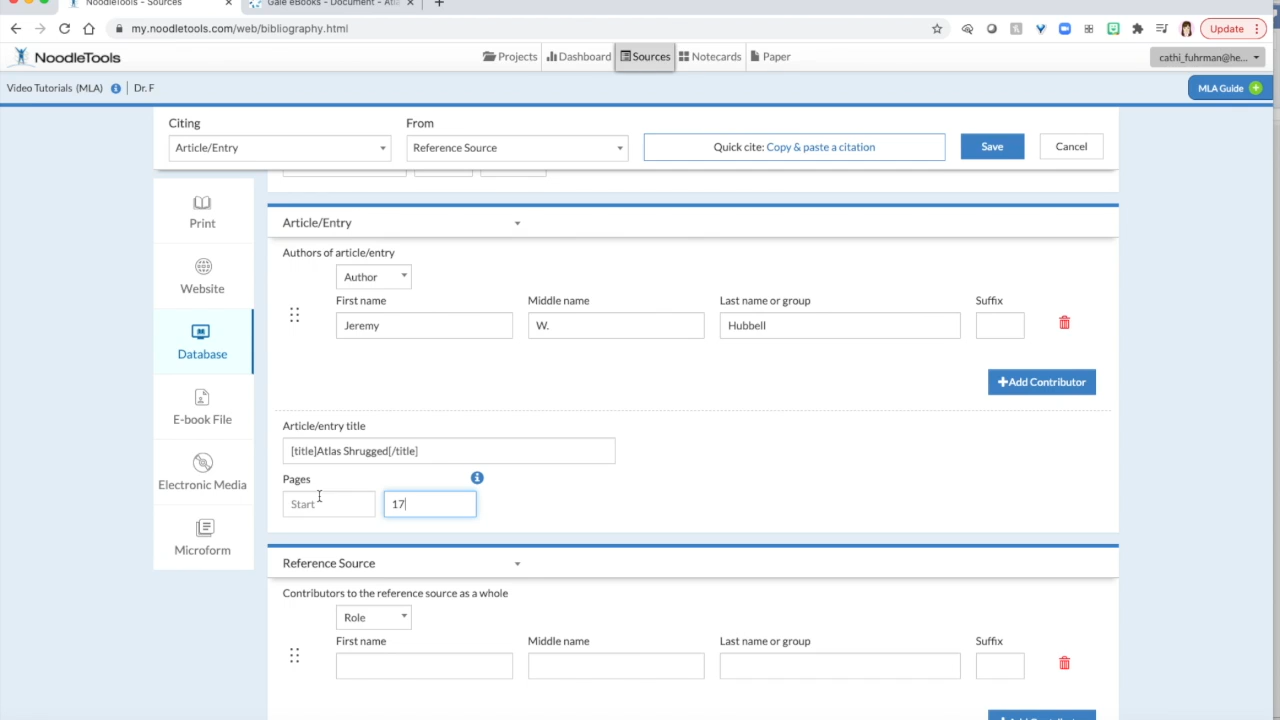 NoodleTools - Sources
Gale eBooks - Document - Atla
my.noodletools.com/web/bibliography.html
Update
NoodleTools
Projects
Dashboard
Sources
Notecards
Paper
cathi_fuhrman@he...
Video Tutorials (MLA)
Dr. F
MLA Guide
Citing
From
Article/Entry
Reference Source
Quick cite: Copy & paste a citation
Save
Cancel
Print
Website
Database
E-book File
Electronic Media
Microform
Article/Entry
Authors of article/entry
Author
First name
Middle name
Last name or group
Suffix
Jeremy
W.
Hubbell
+Add Contributor
Article/entry title
[title]Atlas Shrugged[/title]
Pages
Start
17
Reference Source
Contributors to the reference source as a whole
Role
First name
Middle name
Last name or group
Suffix